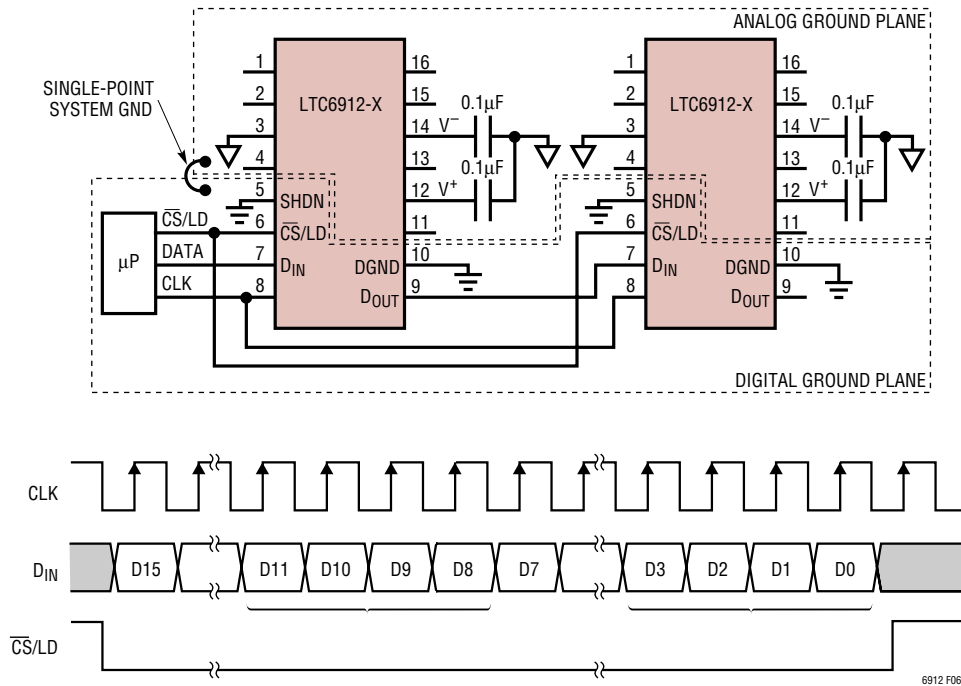 ANALOG GROUND PLANE
SINGLE-POINT
SYSTEM GND
LTC6912-X
1
2
3
4
5
6
7
8
16
15
14
13
12
11
10
9
SHDN
CS/LD
DIN
DGND
DOUT
V−
V+
0.1µF
0.1µF
LTC6912-X
1
2
3
4
5
6
7
8
16
15
14
13
12
11
10
9
SHDN
CS/LD
DIN
DGND
DOUT
V−
V+
0.1µF
0.1µF
µP
CS/LD
DATA
CLK
DIGITAL GROUND PLANE
CLK
DIN
D15
D11
D10
D9
D8
D7
D3
D2
D1
D0
CS/LD
6912 F06